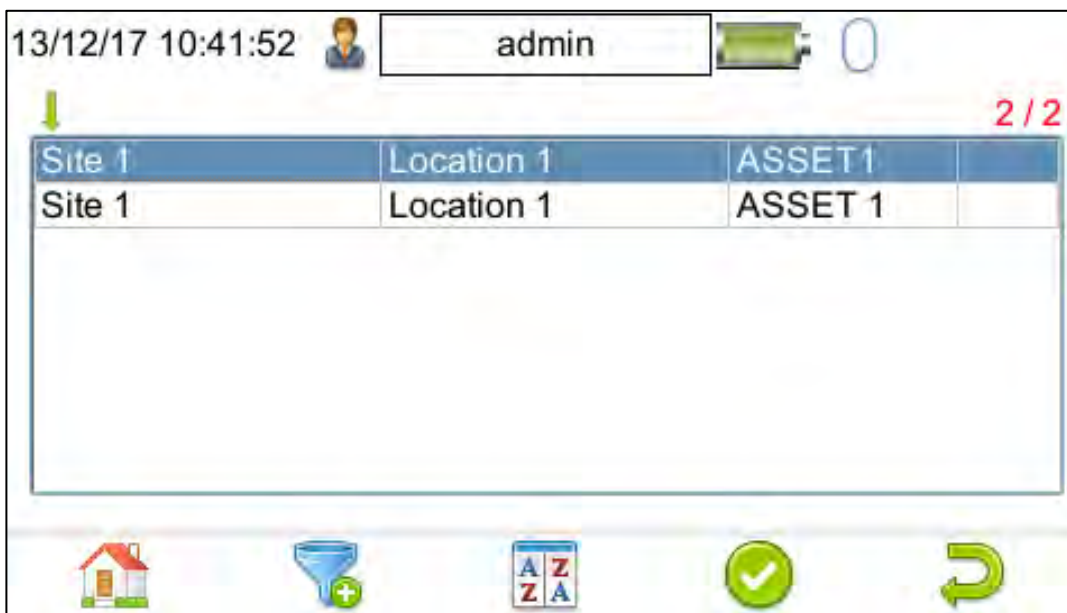 13/12/17 10:41:52 admin
2 / 2
Site 1 Location 1 ASSET1
Site 1 Location 1 ASSET 1
A Z
Z A